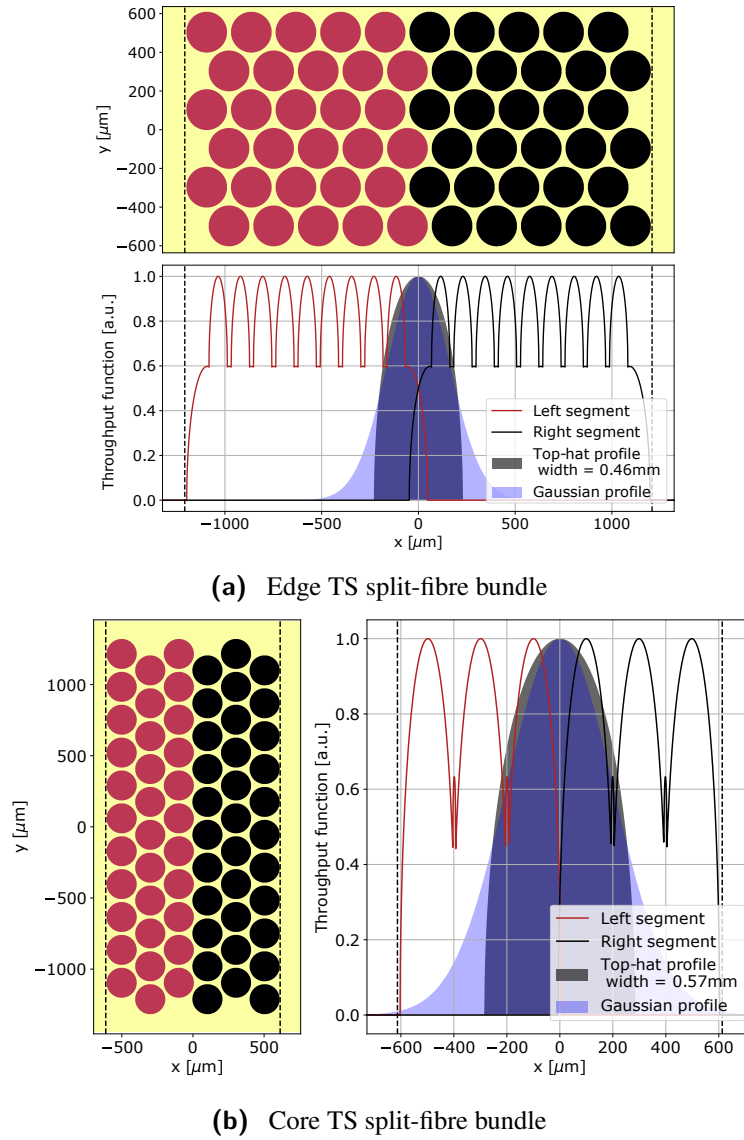 600
400
200
0
−200
−400
−600
y [μm]
1.0
0.8
0.6
0.4
0.2
0.0
Throughput function [a.u.]
Left segment
Right segment
Top-hat profile
width = 0.46mm
Gaussian profile
−1000 −500 0 500 1000
x [μm]
(a) Edge TS split-fibre bundle
1000
500
0
−500
−1000
y [μm]
−500 0 500
x [μm]
1.0
0.8
0.6
0.4
0.2
0.0
Throughput function [a.u.]
Left segment
Right segment
Top-hat profile
width = 0.57mm
Gaussian profile
−600 −400 −200 0 200 400 600
x [μm]
(b) Core TS split-fibre bundle